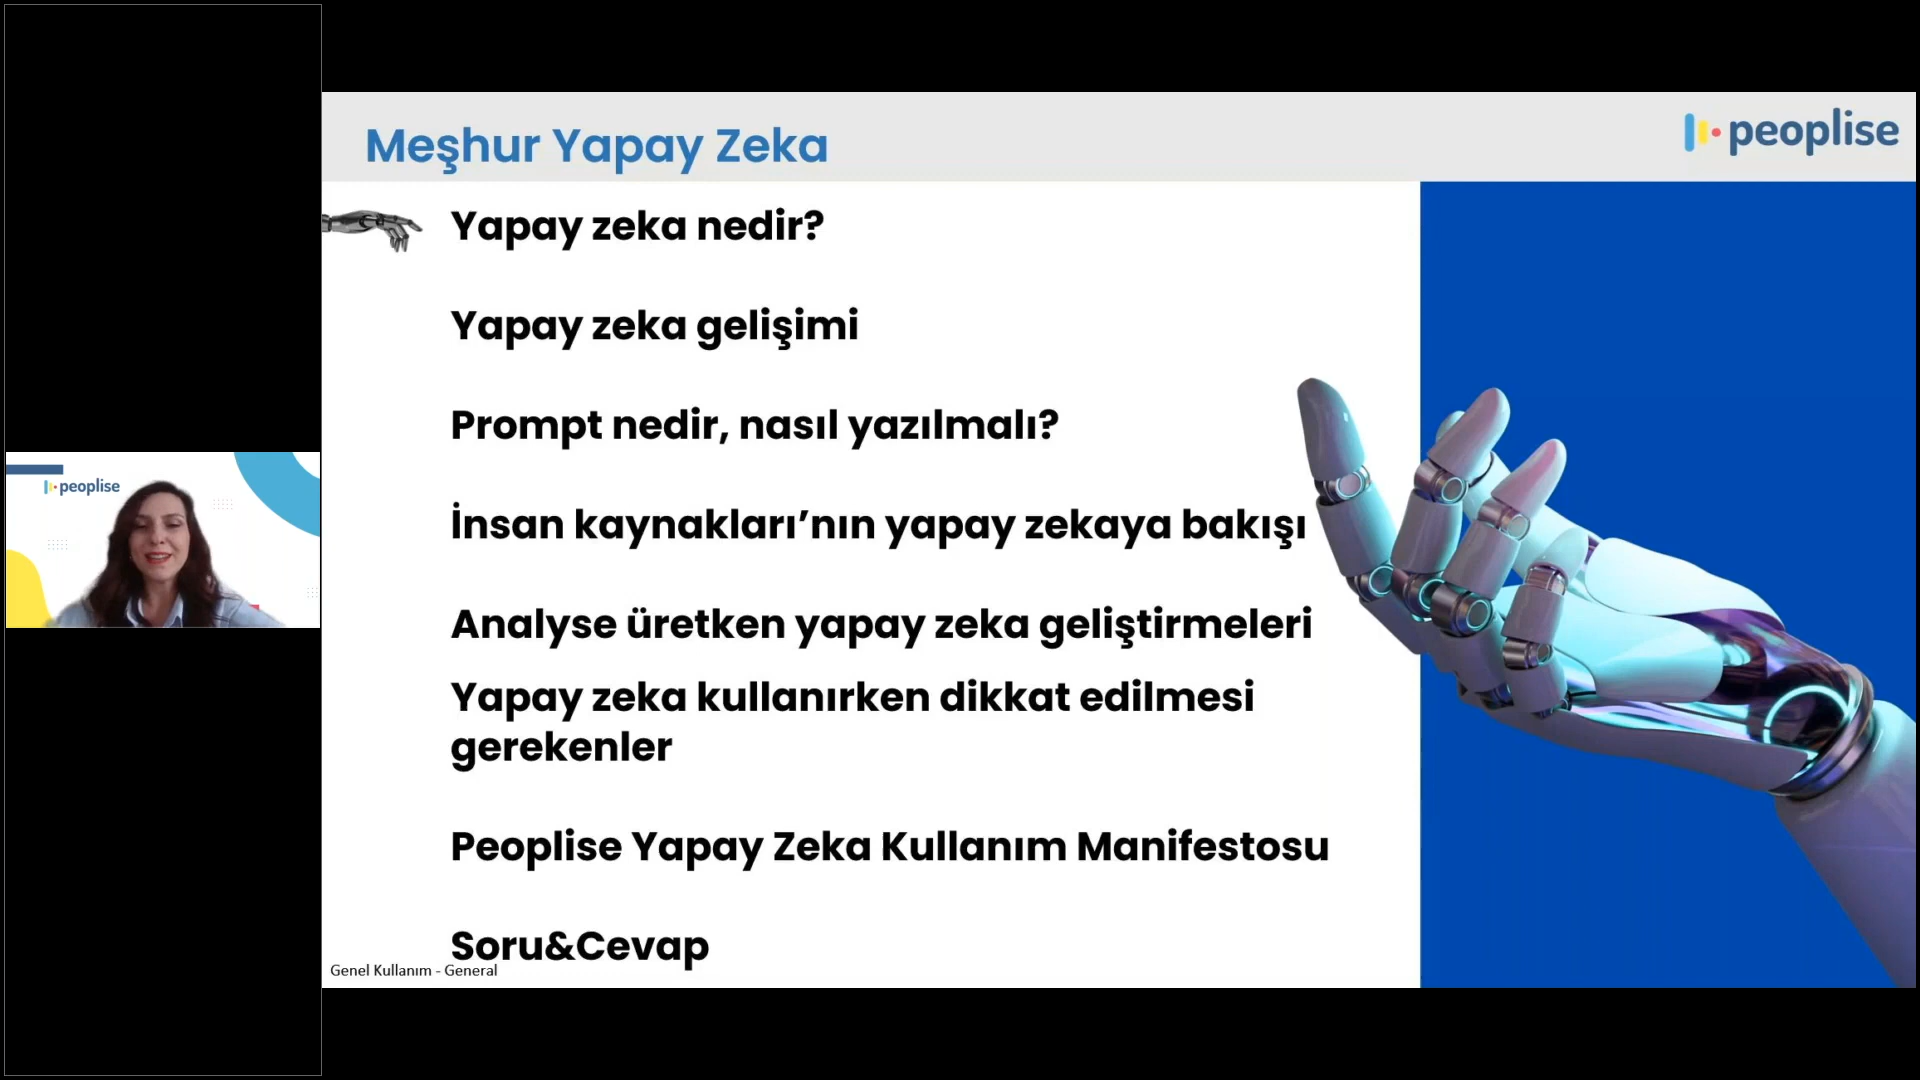 Meşhur Yapay Zeka
peoplise
Yapay zeka nedir?
Yapay zeka gelişimi
Prompt nedir, nasıl yazılmalı?
İnsan kaynakları’nın yapay zekaya bakışı
Analyse üretken yapay zeka geliştirmeleri
Yapay zeka kullanırken dikkat edilmesi
gerekenler
Peoplise Yapay Zeka Kullanım Manifestosu
Soru&Cevap
Genel Kullanım - General
peoplise